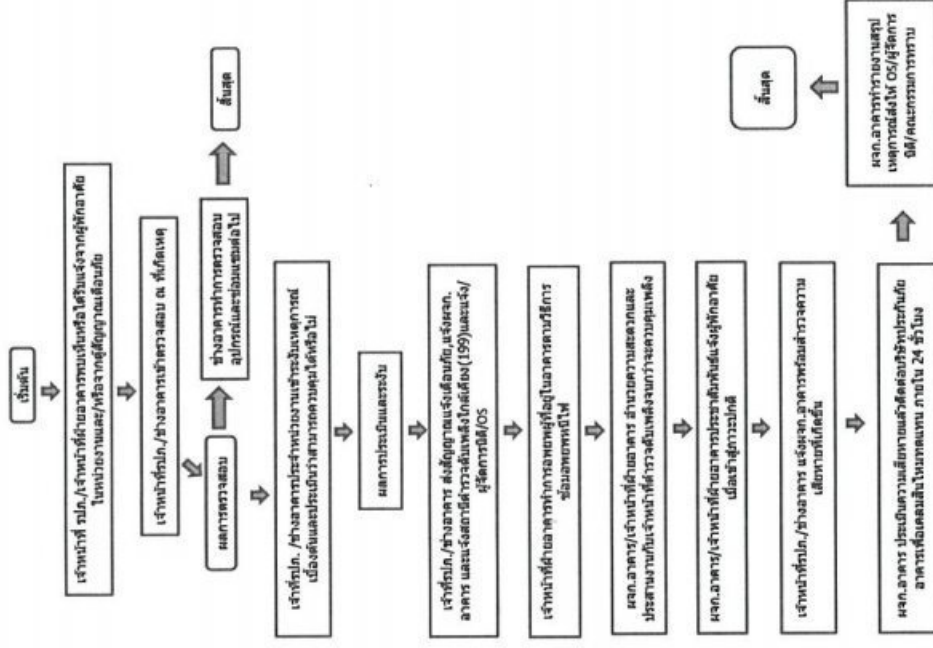 เริ่มต้น
เจ้าหน้าที่ รปภ./เจ้าหน้าที่ฝ่ายอาคารพบเห็นหรือได้รับแจ้งจากผู้พักอาศัย
ในหน่วยงานและ/หรือจากตู้สัญญาณเตือนภัย
เจ้าหน้าที่รปภ./ช่างอาคารเข้าตรวจสอบ ณ ที่เกิดเหตุ
ผลการตรวจสอบ
ช่างอาคารทำการตรวจสอบ
อุปกรณ์และซ่อมแซมต่อไป
สิ้นสุด
เจ้าที่รปภ. /ช่างอาคารประจำหน่วยงานเข้าระงับเหตุการณ์
เบื้องต้นและประเมินว่าสามารถควบคุมได้หรือไม่
ผลการประเมินและระงับ
เจ้าที่รปภ./ช่างอาคาร ส่งสัญญาณแจ้งเตือนภัย,แจ้งผจก.
อาคาร และแจ้งสถานีตำรวจดับเพลิงใกล้เคียง(199)และแจ้ง/
ผู้จัดการนิติ/OS
เจ้าหน้าที่ฝ่ายอาคารทำการอพยพผู้ที่อยู่ในอาคารตามวิธีการ
ซ้อมอพยพหนีไฟ
ผจก.อาคาร/เจ้าหน้าที่ฝ่ายอาคาร อำนวยความสะดวกและ
ประสานงานกับเจ้าหน้าที่ตำรวจดับเพลิงจนกว่าจะควบคุมเพลิง
ผจก.อาคาร/เจ้าหน้าที่ฝ่ายอาคารประชาสัมพันธ์แจ้งผู้พักอาศัย
เมื่อเข้าสู่ภาวะปกติ
เจ้าหน้าที่รปภ./ช่างอาคาร แจ้งผจก.อาคารพร้อมสำรวจความ
เสียหายที่เกิดขึ้น
ผจก.อาคาร ประเมินความเสียหายแล้วติดต่อบริษัทประกันภัย
อาคารเพื่อเคลมสินไหมทดแทน ภายใน 24 ชั่วโมง
ผจก.อาคารทำรายงานสรุป
เหตุการณ์ส่งให้ OS/ผู้จัดการ
นิติ/คณะกรรมการทราบ
สิ้นสุด